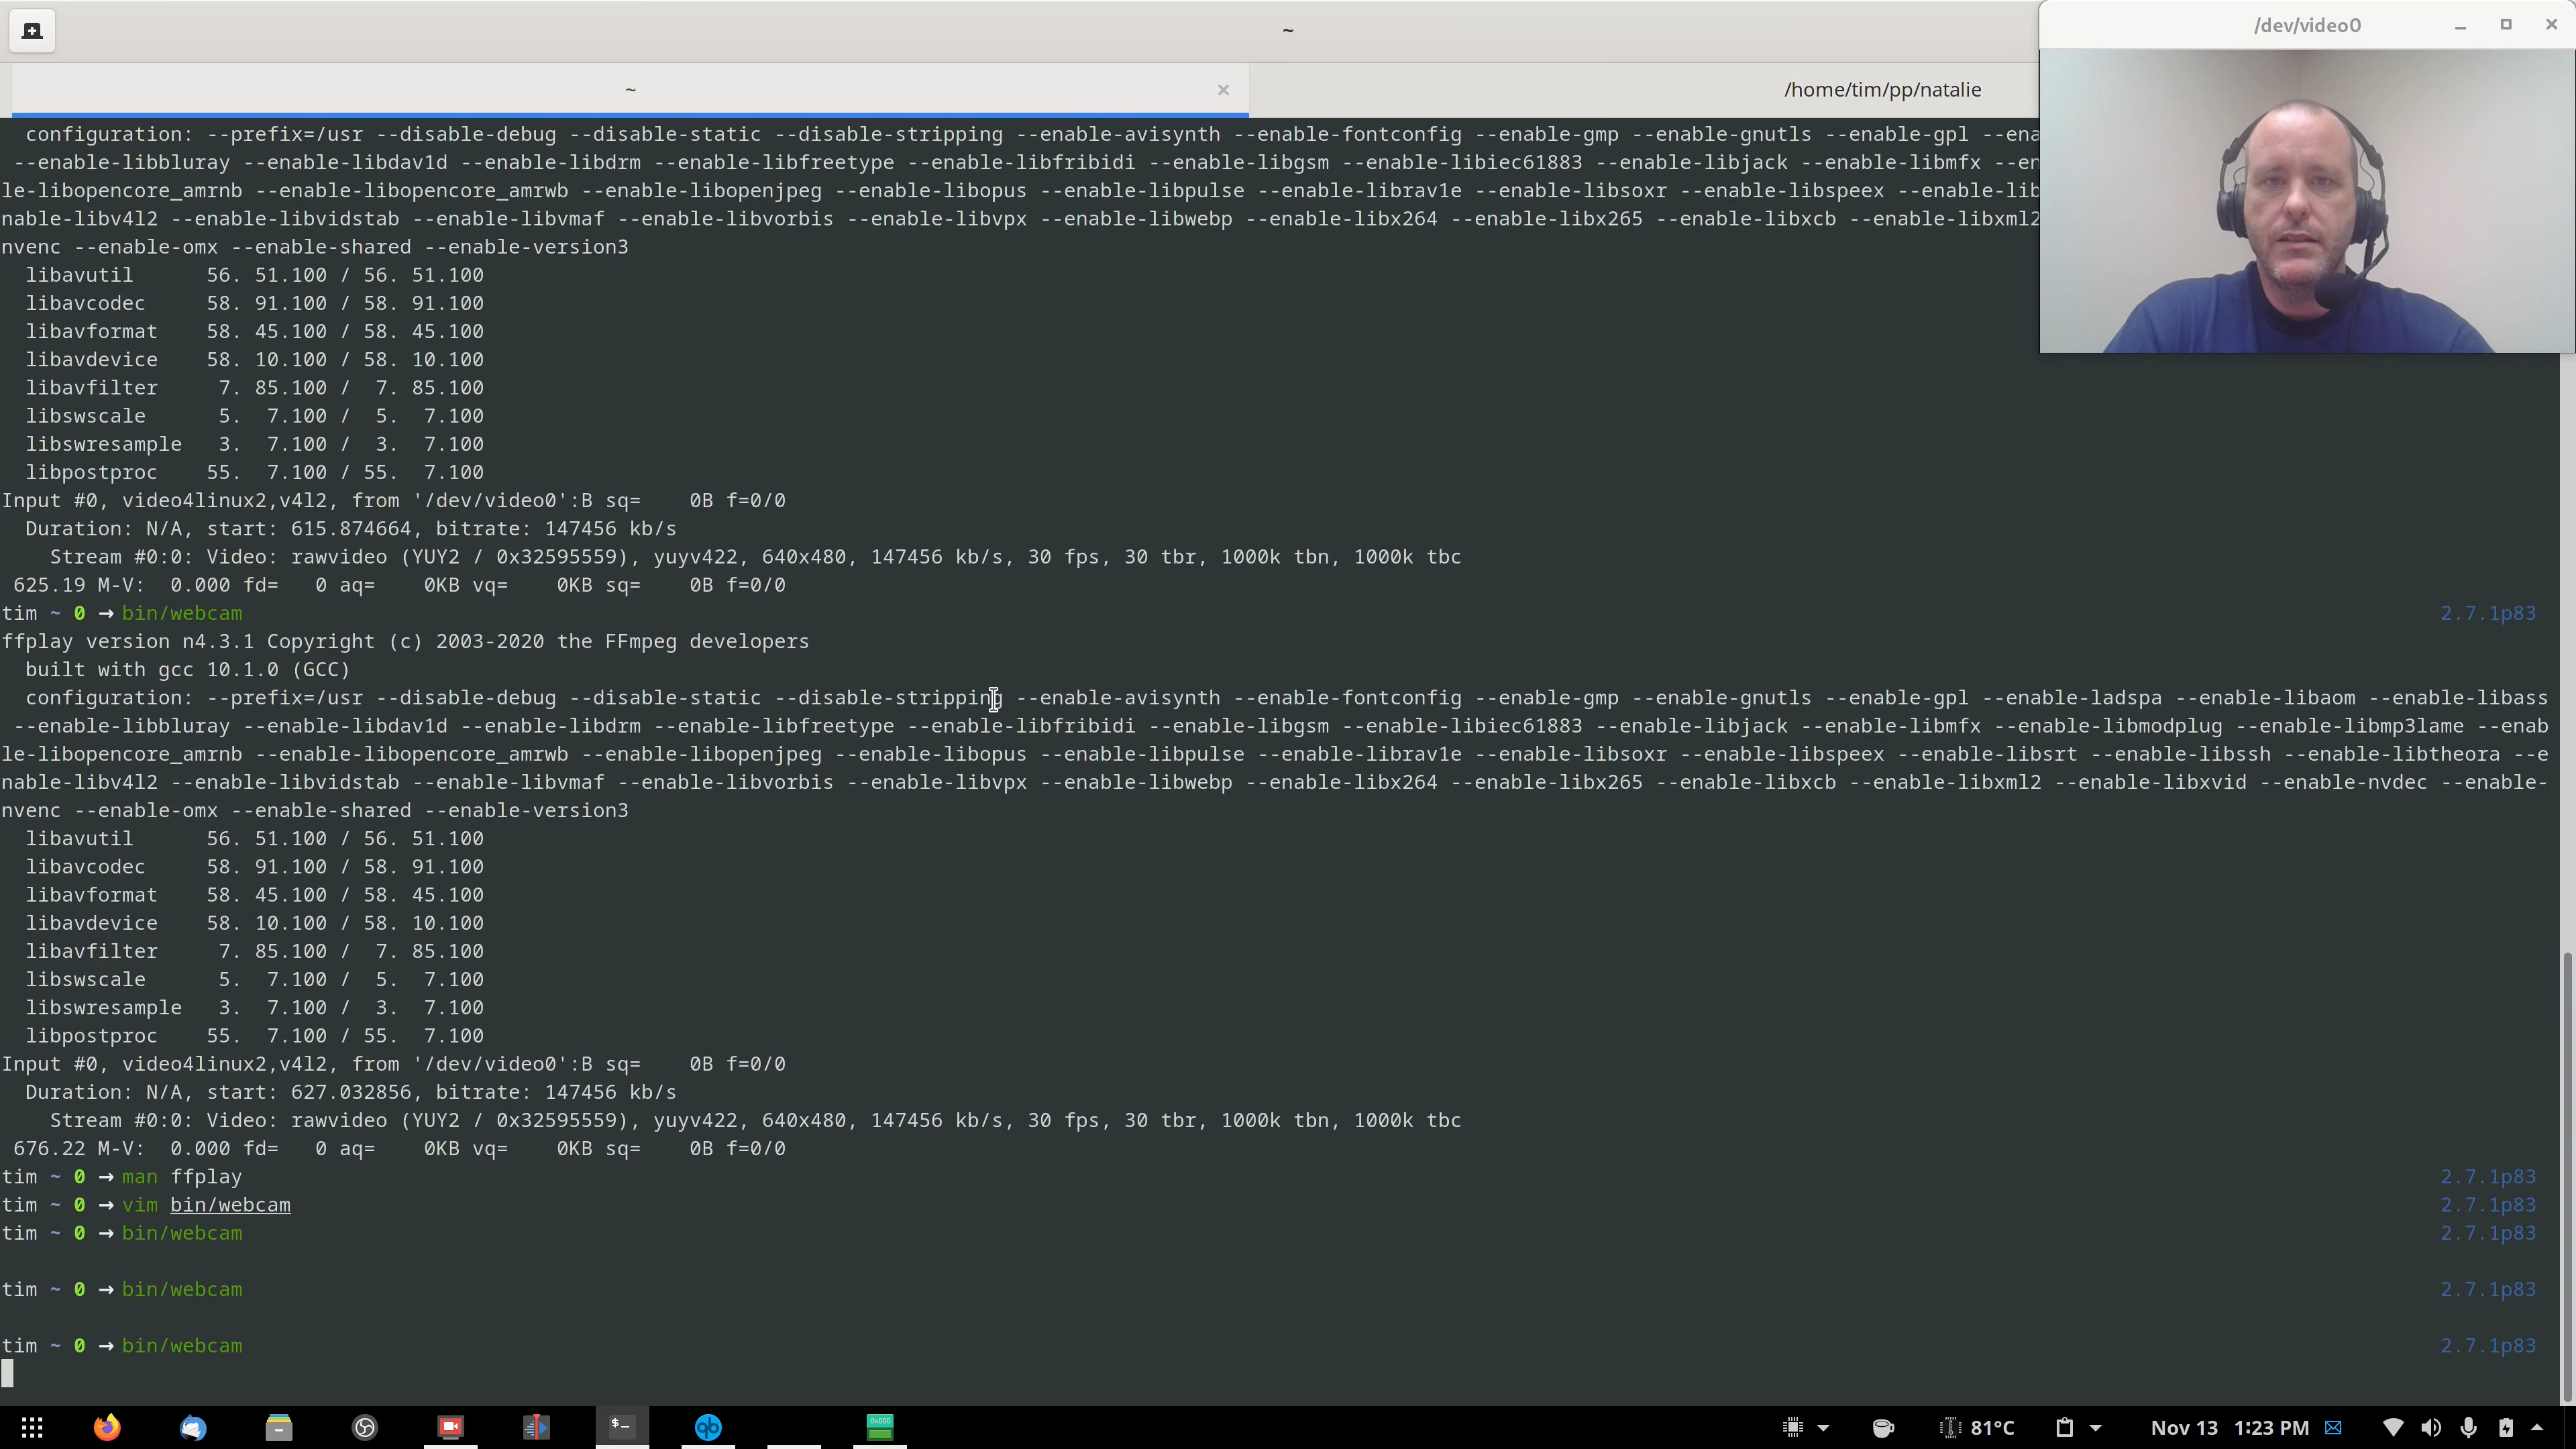 ~
/dev/video0
~
/home/tim/pp/natalie
configuration: --prefix=/usr --disable-debug --disable-static --disable-stripping --enable-avisynth --enable-fontconfig --enable-gmp --enable-gnutls --enable-gpl --ena
--enable-libbluray --enable-libdav1d --enable-libdrm --enable-libfreetype --enable-libfribidi --enable-libgsm --enable-libiec61883 --enable-libjack --enable-libmfx --en
le-libopencore_amrnb --enable-libopencore_amrwb --enable-libopenjpeg --enable-libopus --enable-libpulse --enable-librav1e --enable-libsoxr --enable-libspeex --enable-lib
nable-libv4l2 --enable-libvidstab --enable-libvmaf --enable-libvorbis --enable-libvpx --enable-libwebp --enable-libx264 --enable-libx265 --enable-libxcb --enable-libxml2
nvenc --enable-omx --enable-shared --enable-version3
libavutil 56. 51.100 / 56. 51.100
libavcodec 58. 91.100 / 58. 91.100
libavformat 58. 45.100 / 58. 45.100
libavdevice 58. 10.100 / 58. 10.100
libavfilter 7. 85.100 / 7. 85.100
libswscale 5. 7.100 / 5. 7.100
libswresample 3. 7.100 / 3. 7.100
libpostproc 55. 7.100 / 55. 7.100
Input #0, video4linux2,v4l2, from '/dev/video0':B sq= 0B f=0/0
Duration: N/A, start: 615.874664, bitrate: 147456 kb/s
Stream #0:0: Video: rawvideo (YUY2 / 0x32595559), yuyv422, 640x480, 147456 kb/s, 30 fps, 30 tbr, 1000k tbn, 1000k tbc
625.19 M-V: 0.000 fd= 0 aq= 0KB vq= 0KB sq= 0B f=0/0
tim ~ 0 → bin/webcam 2.7.1p83
ffplay version n4.3.1 Copyright (c) 2003-2020 the FFmpeg developers
built with gcc 10.1.0 (GCC)
configuration: --prefix=/usr --disable-debug --disable-static --disable-stripping --enable-avisynth --enable-fontconfig --enable-gmp --enable-gnutls --enable-gpl --enable-ladspa --enable-libaom --enable-libass
--enable-libbluray --enable-libdav1d --enable-libdrm --enable-libfreetype --enable-libfribidi --enable-libgsm --enable-libiec61883 --enable-libjack --enable-libmfx --enable-libmodplug --enable-libmp3lame --enab
le-libopencore_amrnb --enable-libopencore_amrwb --enable-libopenjpeg --enable-libopus --enable-libpulse --enable-librav1e --enable-libsoxr --enable-libspeex --enable-libsrt --enable-libssh --enable-libtheora --e
nable-libv4l2 --enable-libvidstab --enable-libvmaf --enable-libvorbis --enable-libvpx --enable-libwebp --enable-libx264 --enable-libx265 --enable-libxcb --enable-libxml2 --enable-libxvid --enable-nvdec --enable-
nvenc --enable-omx --enable-shared --enable-version3
libavutil 56. 51.100 / 56. 51.100
libavcodec 58. 91.100 / 58. 91.100
libavformat 58. 45.100 / 58. 45.100
libavdevice 58. 10.100 / 58. 10.100
libavfilter 7. 85.100 / 7. 85.100
libswscale 5. 7.100 / 5. 7.100
libswresample 3. 7.100 / 3. 7.100
libpostproc 55. 7.100 / 55. 7.100
Input #0, video4linux2,v4l2, from '/dev/video0':B sq= 0B f=0/0
Duration: N/A, start: 627.032856, bitrate: 147456 kb/s
Stream #0:0: Video: rawvideo (YUY2 / 0x32595559), yuyv422, 640x480, 147456 kb/s, 30 fps, 30 tbr, 1000k tbn, 1000k tbc
676.22 M-V: 0.000 fd= 0 aq= 0KB vq= 0KB sq= 0B f=0/0
tim ~ 0 → man ffplay 2.7.1p83
tim ~ 0 → vim bin/webcam 2.7.1p83
tim ~ 0 → bin/webcam 2.7.1p83
tim ~ 0 → bin/webcam 2.7.1p83
tim ~ 0 → bin/webcam 2.7.1p83
$_ qb 0x000 81°C Nov 13 1:23 PM